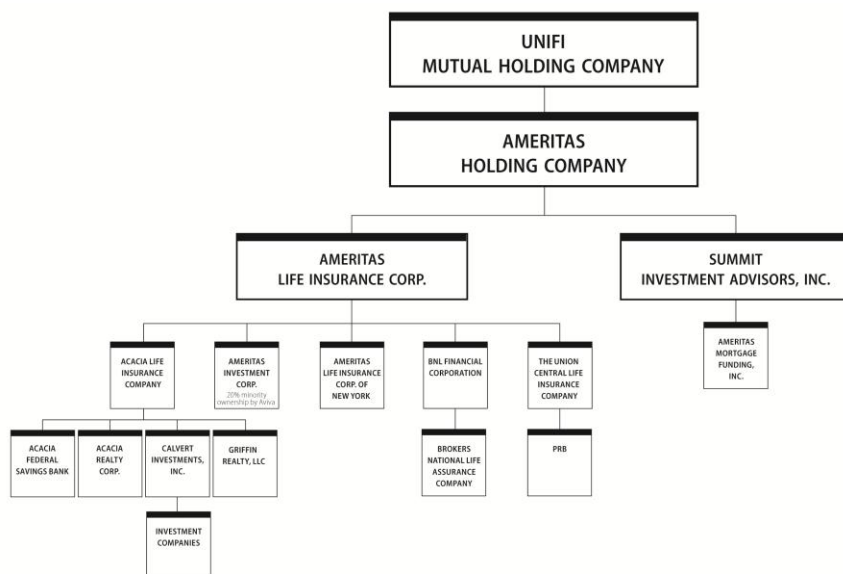 UNIFI
MUTUAL HOLDING COMPANY
AMERITAS
HOLDING COMPANY
AMERITAS
LIFE INSURANCE CORP.
SUMMIT
INVESTMENT ADVISORS, INC.
ACACIA LIFE
INSURANCE
COMPANY
AMERITAS
INVESTMENT
CORP.
20% minority
ownership by Aviva
AMERITAS
LIFE INSURANCE
CORP. OF
NEW YORK
BNL FINANCIAL
CORPORATION
THE UNION
CENTRAL LIFE
INSURANCE
COMPANY
AMERITAS
MORTGAGE
FUNDING,
INC.
ACACIA
FEDERAL
SAVINGS BANK
ACACIA
REALTY
CORP.
CALVERT
INVESTMENTS,
INC.
GRIFFIN
REALTY, LLC
BROKERS
NATIONAL LIFE
ASSURANCE
COMPANY
PRB
INVESTMENT
COMPANIES